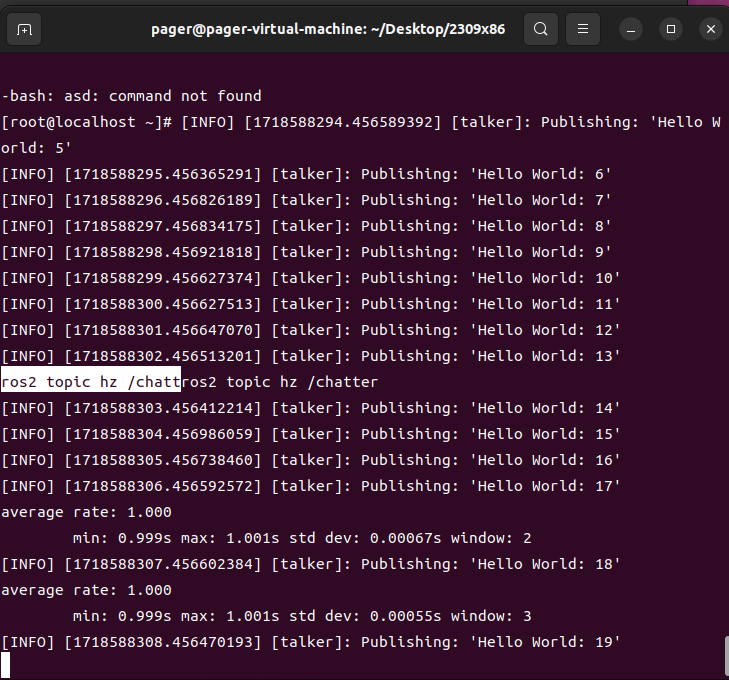 pager@pager-virtual-machine: ~/Desktop/2309x86
-bash: asd: command not found
[root@localhost ~]# [INFO] [1718588294.456589392] [talker]: Publishing: 'Hello W
orld: 5'
[INFO] [1718588295.456365291] [talker]: Publishing: 'Hello World: 6'
[INFO] [1718588296.456826189] [talker]: Publishing: 'Hello World: 7'
[INFO] [1718588297.456834175] [talker]: Publishing: 'Hello World: 8'
[INFO] [1718588298.456921818] [talker]: Publishing: 'Hello World: 9'
[INFO] [1718588299.456627374] [talker]: Publishing: 'Hello World: 10'
[INFO] [1718588300.456627513] [talker]: Publishing: 'Hello World: 11'
[INFO] [1718588301.456647070] [talker]: Publishing: 'Hello World: 12'
[INFO] [1718588302.456513201] [talker]: Publishing: 'Hello World: 13'
ros2 topic hz /chattros2 topic hz /chatter
[INFO] [1718588303.456412214] [talker]: Publishing: 'Hello World: 14'
[INFO] [1718588304.456986059] [talker]: Publishing: 'Hello World: 15'
[INFO] [1718588305.456738460] [talker]: Publishing: 'Hello World: 16'
[INFO] [1718588306.456592572] [talker]: Publishing: 'Hello World: 17'
average rate: 1.000
        min: 0.999s max: 1.001s std dev: 0.00067s window: 2
[INFO] [1718588307.456602384] [talker]: Publishing: 'Hello World: 18'
average rate: 1.000
        min: 0.999s max: 1.001s std dev: 0.00055s window: 3
[INFO] [1718588308.456470193] [talker]: Publishing: 'Hello World: 19'